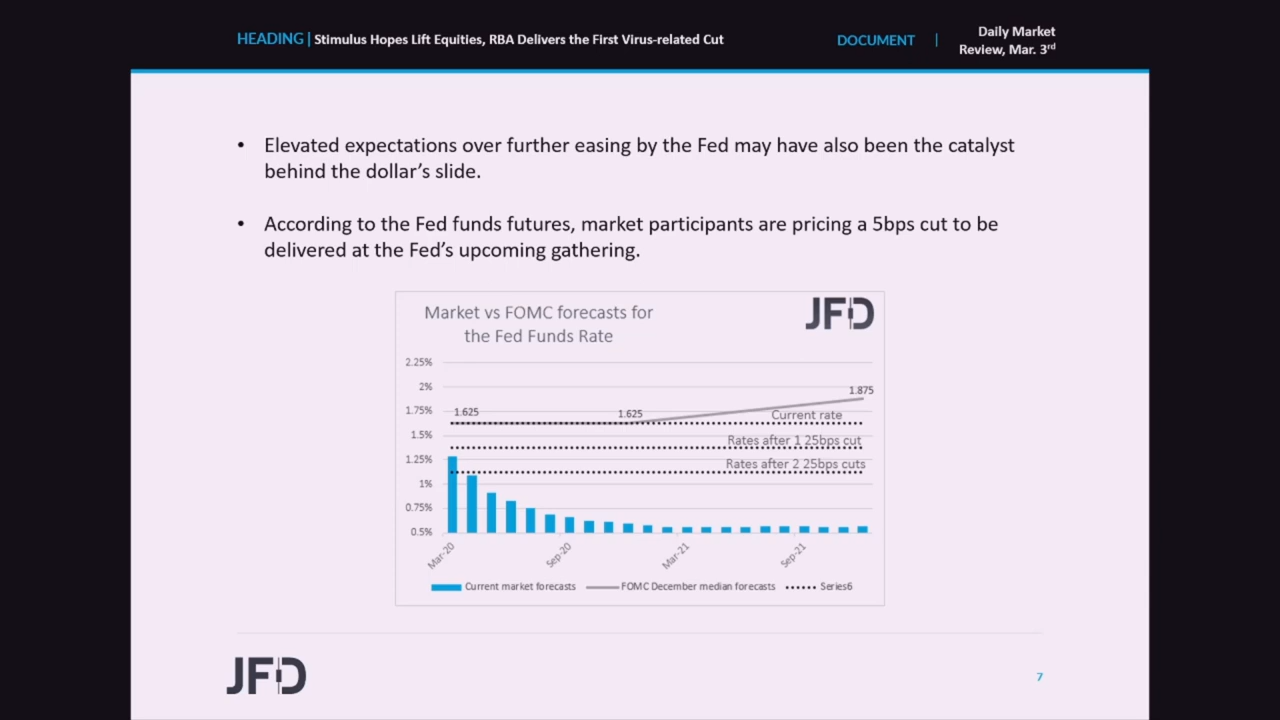 HEADING | Stimulus Hopes Lift Equities, RBA Delivers the First Virus-related Cut
DOCUMENT |
Daily Market
Review, Mar. 3rd
• Elevated expectations over further easing by the Fed may have also been the catalyst
behind the dollar's slide.
• According to the Fed funds futures, market participants are pricing a 5bps cut to be
delivered at the Fed's upcoming gathering.
Market vs FOMC forecasts for
the Fed Funds Rate
JFD
2.25%
2%
1.75%
1.5%
1.25%
1%
0.75%
0.5%
1.625
1.625
1.875
Current rate
Rates after 1 25bps cut
Rates after 2 25bps cuts
Mar-20
Sep-20
Mar-21
Sep-21
Current market forecasts
FOMC December median forecasts
Series6
JFD
7